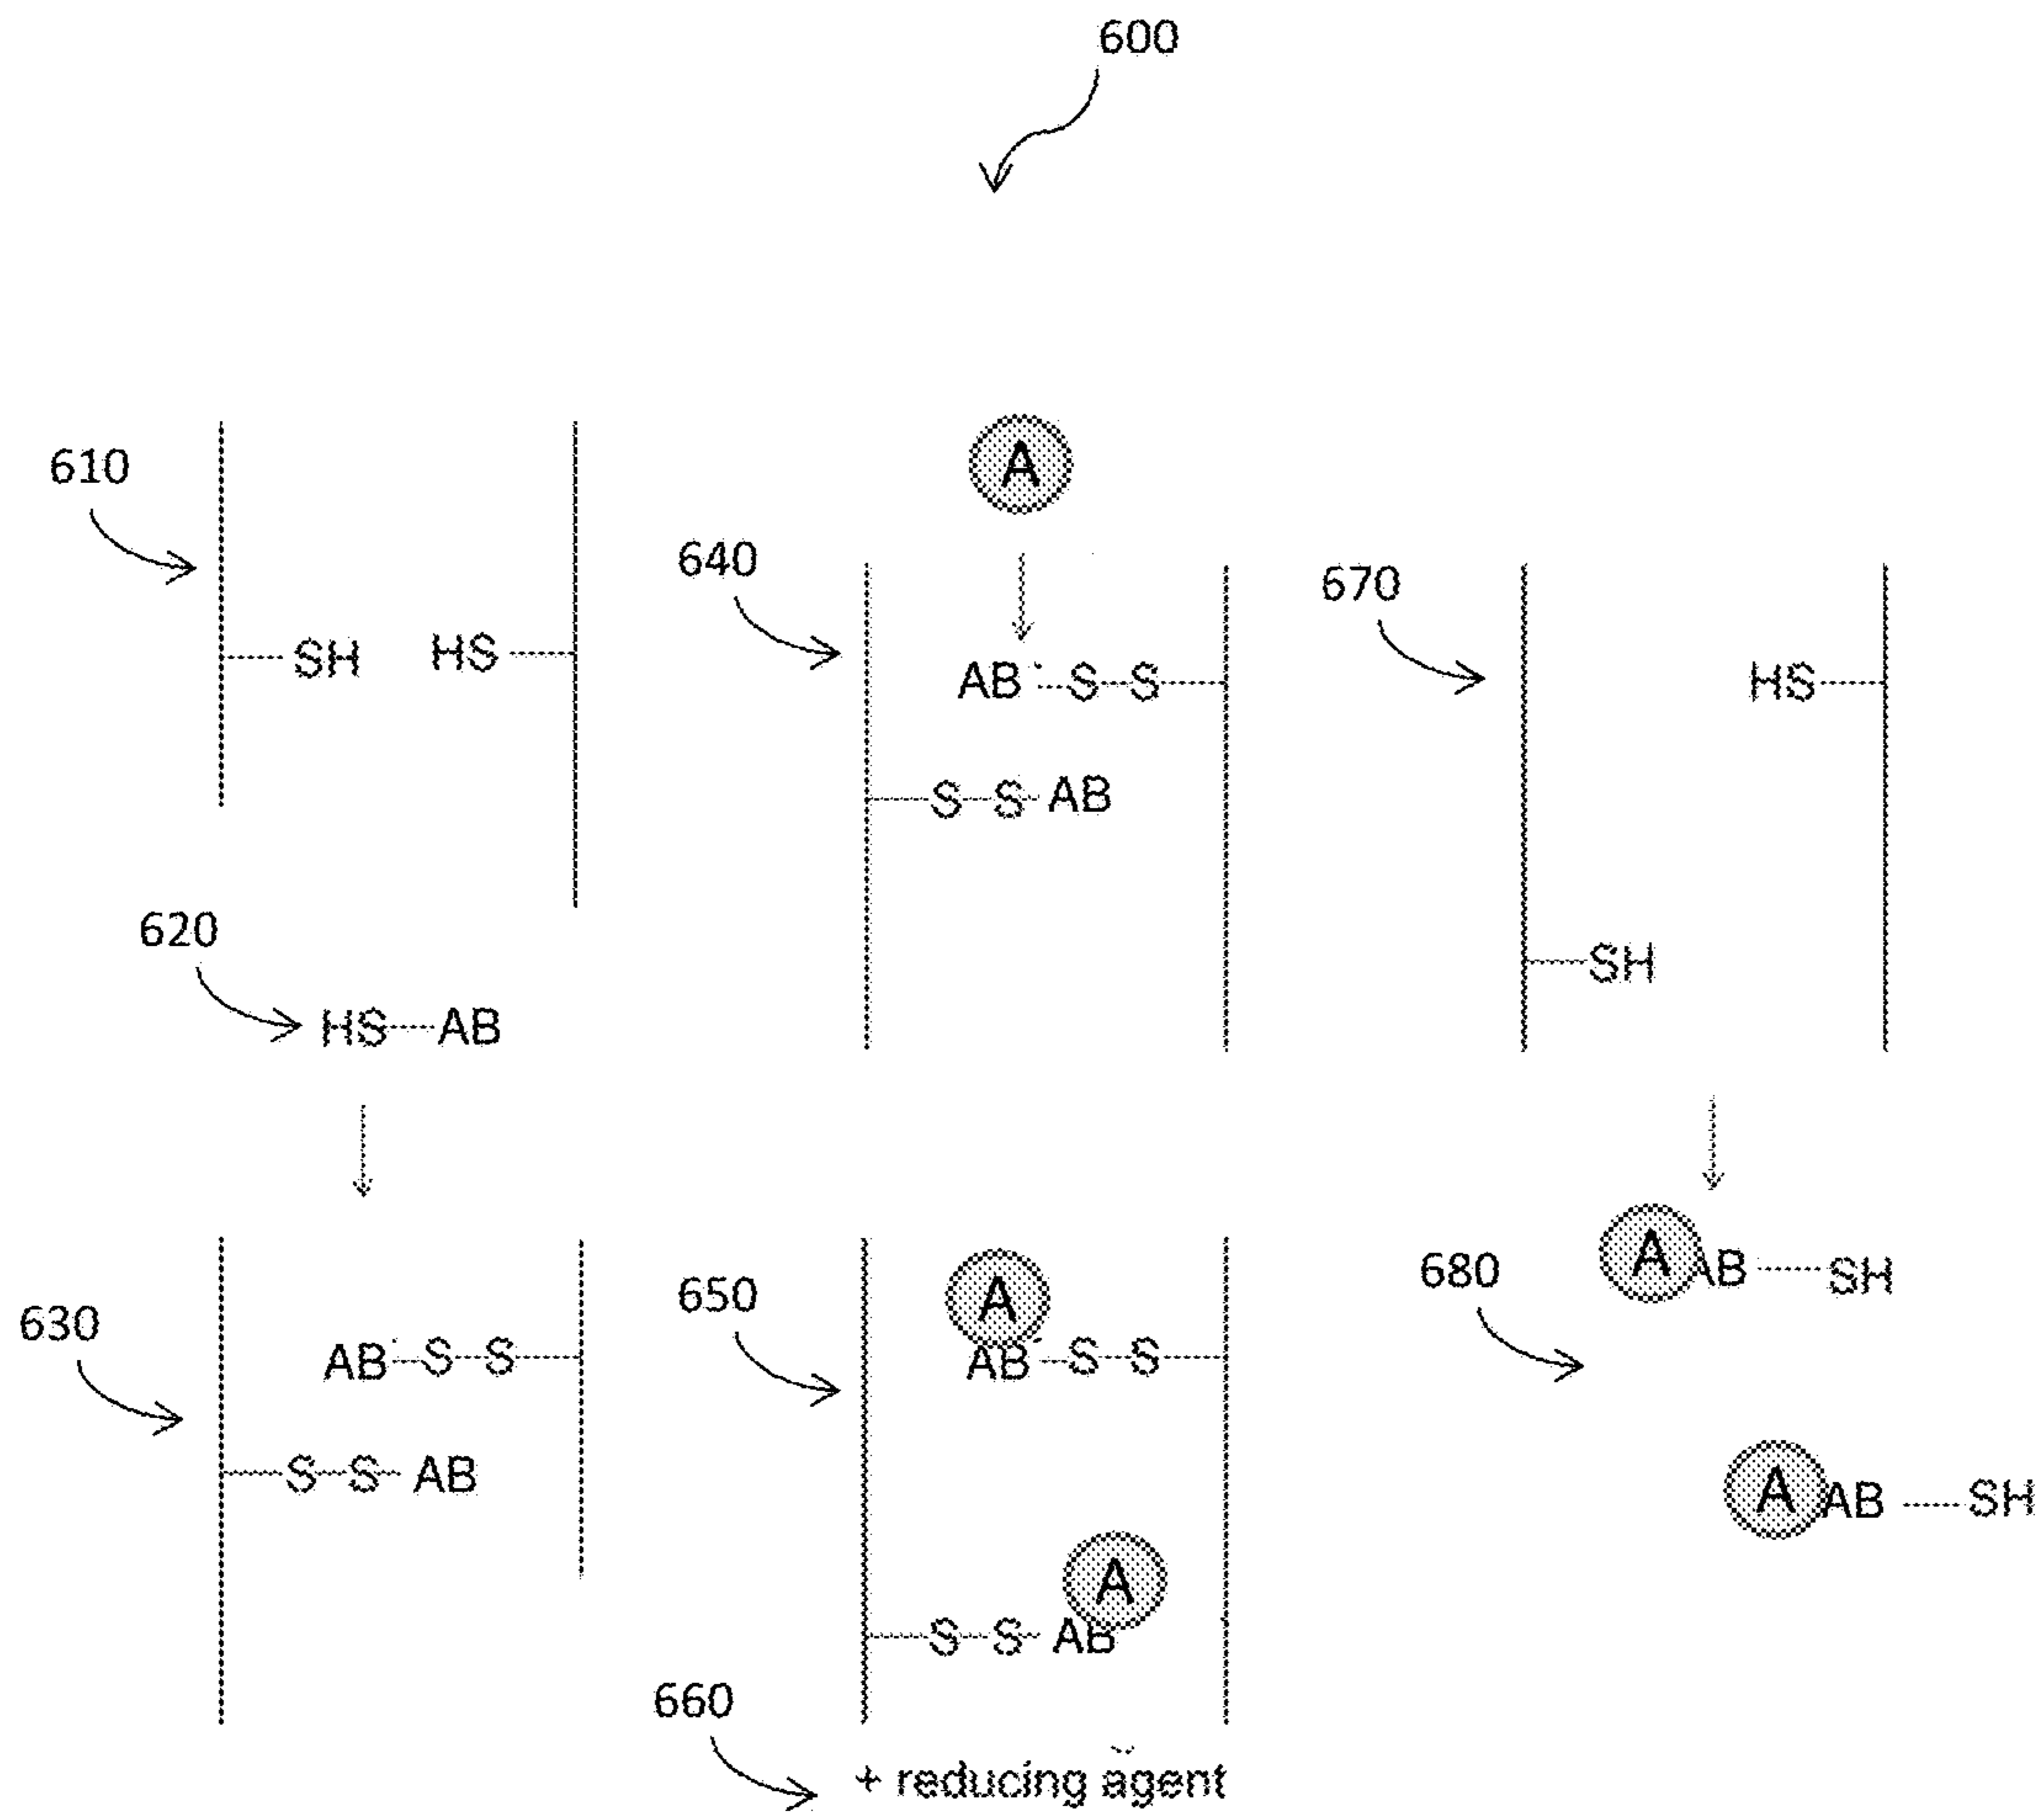 600
610
SH HS
620
HS AB
630
AB S S
S S AB
A
640
AB S S
S S AB
650
A
AB S S
A
S S AB
660
+ reducing agent
670
HS
SH
680
A AB SH
A AB SH